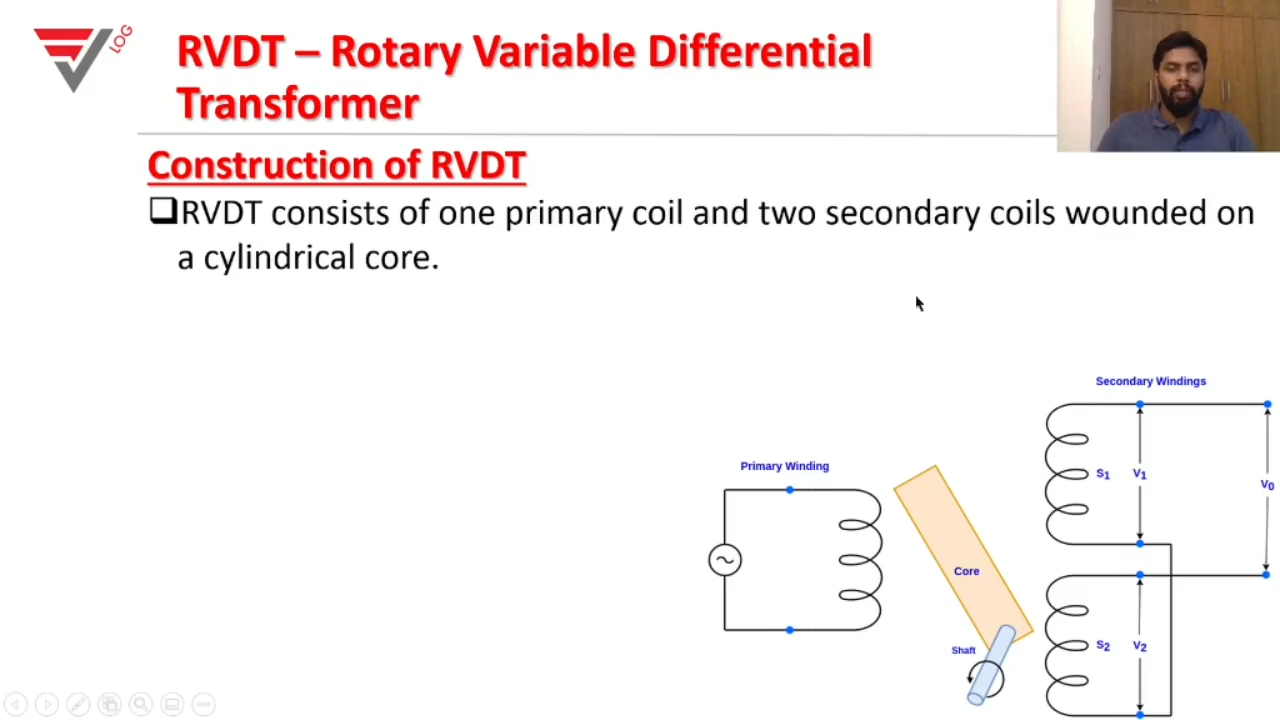 LOG
RVDT – Rotary Variable Differential
Transformer
Construction of RVDT
RVDT consists of one primary coil and two secondary coils wounded on
a cylindrical core.
Secondary Windings
Primary Winding
S1
V1
V0
Core
Shaft
S2
V2